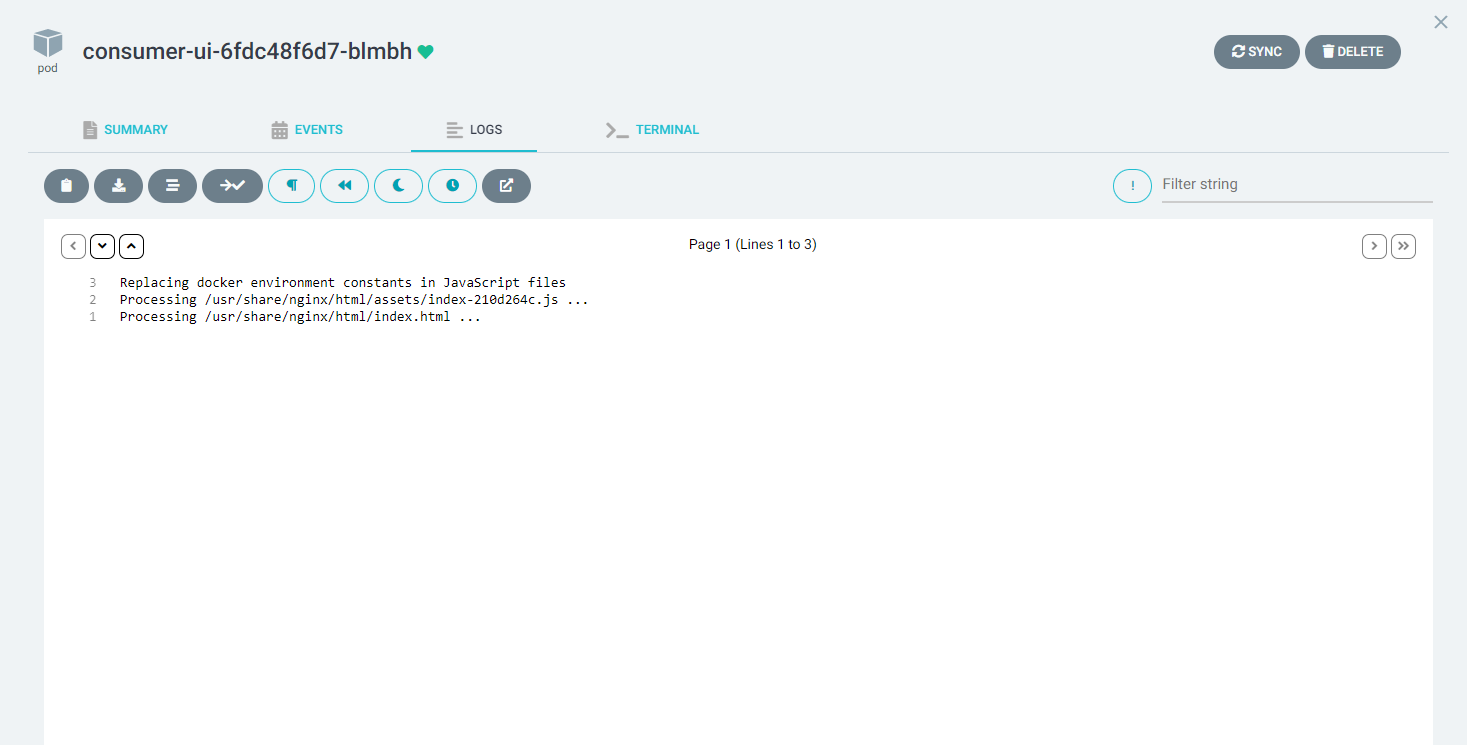 consumer-ui-6fdc48f6d7-blmbh
pod
SYNC
DELETE
SUMMARY
EVENTS
LOGS
TERMINAL
!
Filter string
Page 1 (Lines 1 to 3)
3 Replacing docker environment constants in JavaScript files
2 Processing /usr/share/nginx/html/assets/index-210d264c.js ...
1 Processing /usr/share/nginx/html/index.html ...